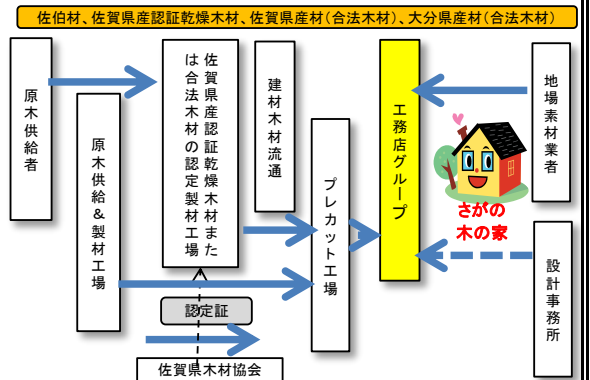 佐伯材、佐賀県産認証乾燥木材、佐賀県産材(合法木材)、大分県産材(合法木材)
原木供給者
原木供給＆製材工場
佐賀県産認証乾燥木材また
は合法木材の認定製材工場
建材木材流通
プレカット工場
工務店グループ
地場素材業者
さがの
木の家
設計事務所
認定証
佐賀県木材協会